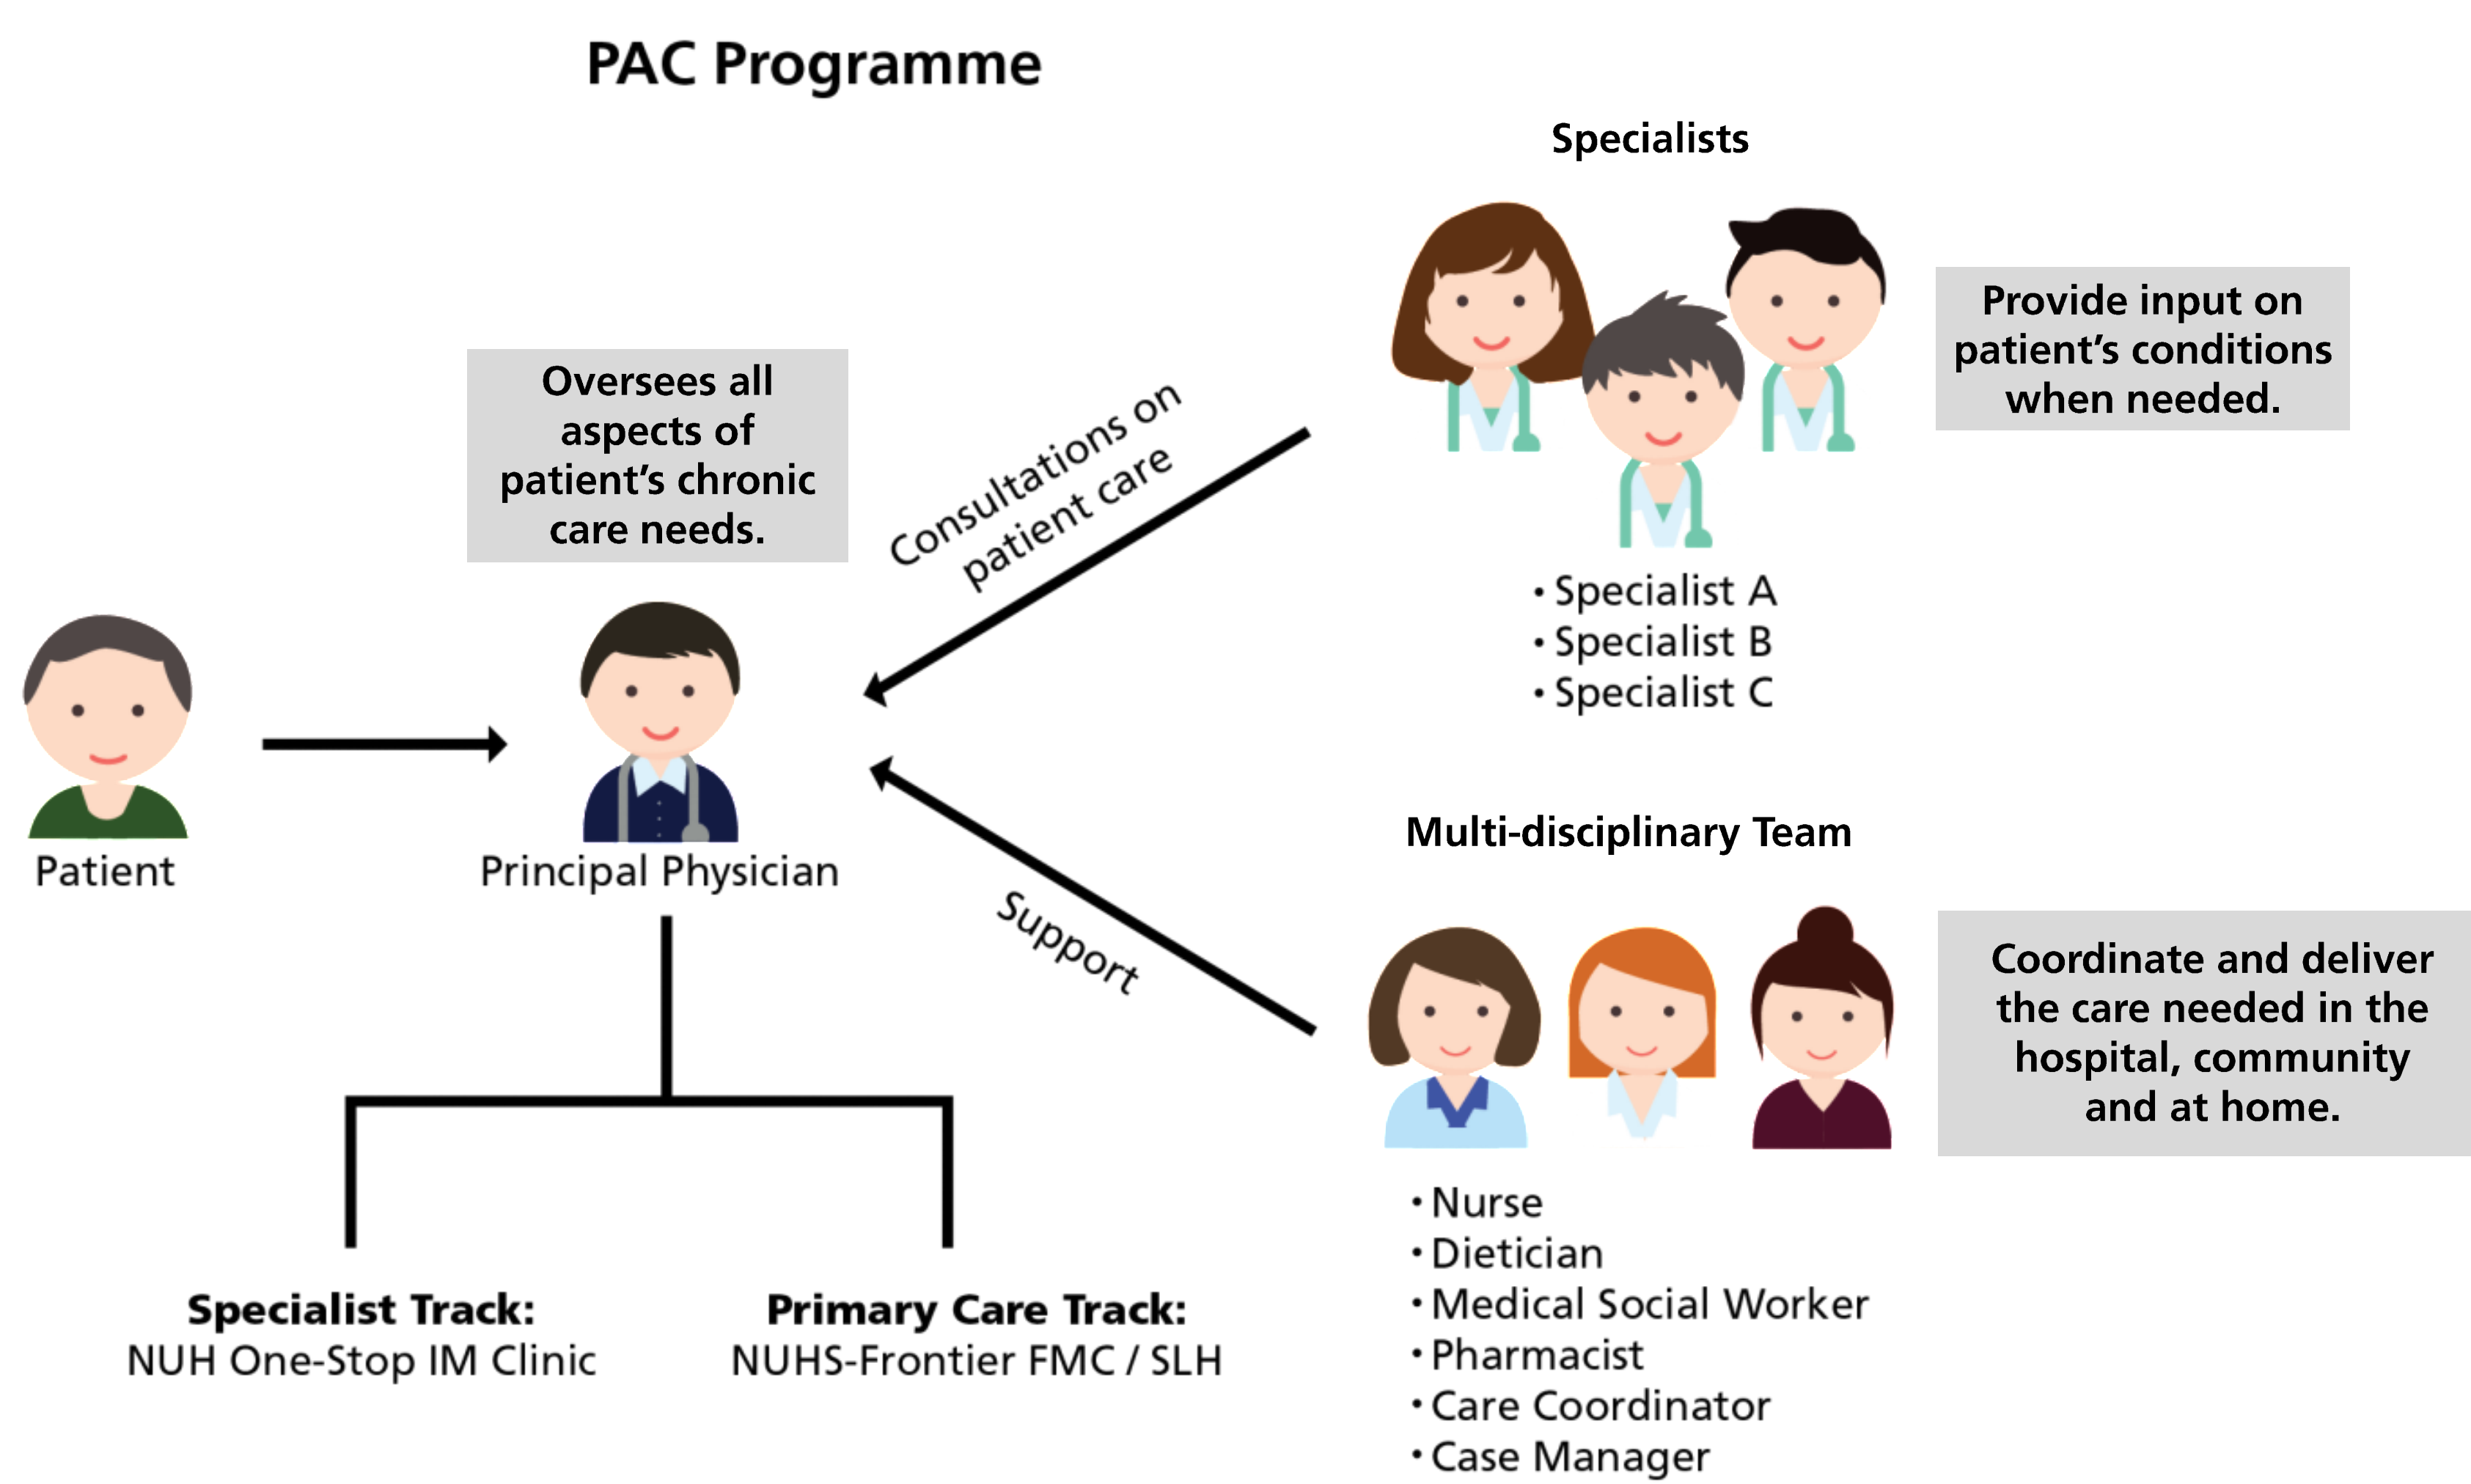 PAC Programme
Specialists
Provide input on
patient's conditions
when needed.
Oversees all
aspects of
patient's chronic
care needs.
Consultations on
patient care
• Specialist A
• Specialist B
• Specialist C
Patient
Principal Physician
Multi-disciplinary Team
Support
Coordinate and deliver
the care needed in the
hospital, community
and at home.
• Nurse
• Dietician
• Medical Social Worker
• Pharmacist
• Care Coordinator
• Case Manager
Specialist Track:
NUH One-Stop IM Clinic
Primary Care Track:
NUHS-Frontier FMC / SLH